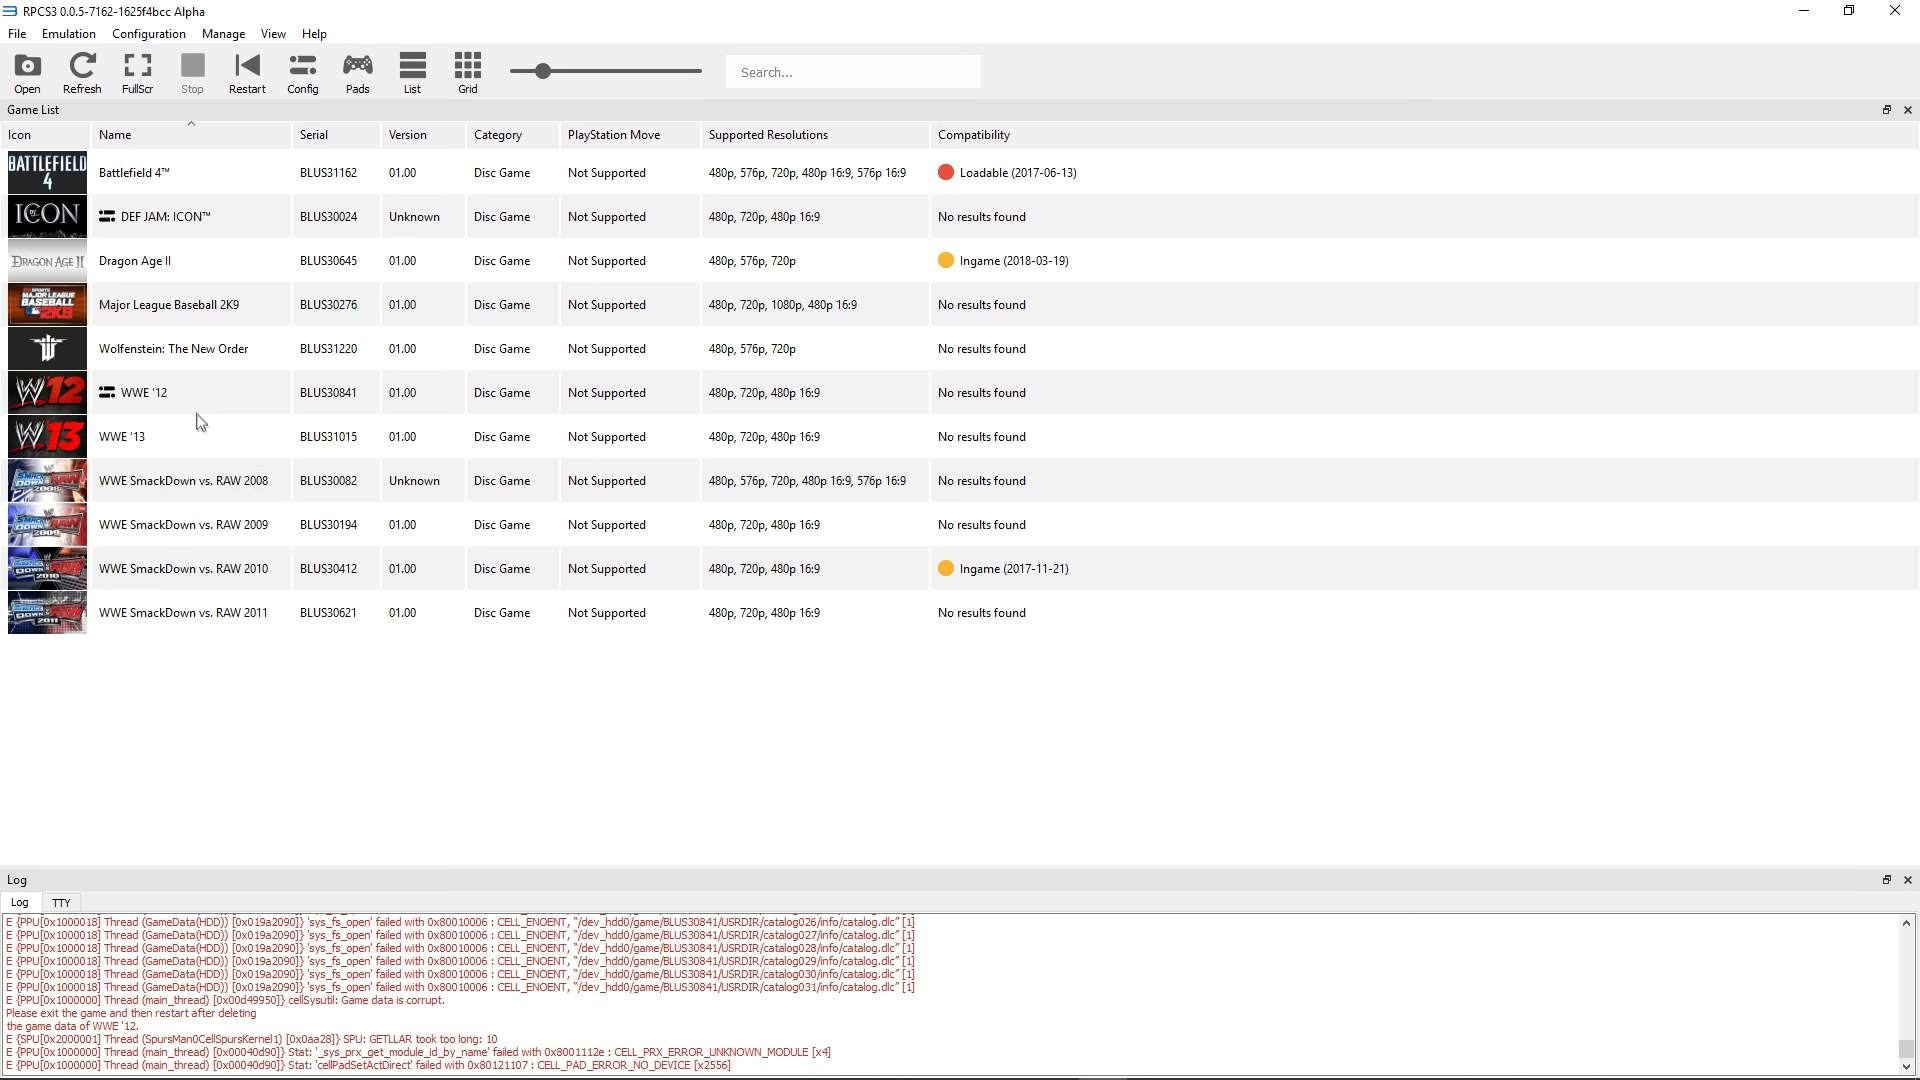 RPCS3 0.0.5-7162-1625f4bcc Alpha
File Emulation Configuration Manage View Help
Open Refresh FullScr Stop Restart Config Pads List Grid Search...
Game List
Icon Name Serial Version Category PlayStation Move Supported Resolutions Compatibility
BATTLEFIELD 4 Battlefield 4™ BLUS31162 01.00 Disc Game Not Supported 480p, 576p, 720p, 480p 16:9, 576p 16:9 Loadable (2017-06-13)
ICON DEF JAM: ICON™ BLUS30024 Unknown Disc Game Not Supported 480p, 720p, 480p 16:9 No results found
DRAGON AGE II Dragon Age II BLUS30645 01.00 Disc Game Not Supported 480p, 576p, 720p Ingame (2018-03-19)
MAJOR LEAGUE BASEBALL 2K9 Major League Baseball 2K9 BLUS30276 01.00 Disc Game Not Supported 480p, 720p, 1080p, 480p 16:9 No results found
Wolfenstein: The New Order BLUS31220 01.00 Disc Game Not Supported 480p, 576p, 720p No results found
W12 WWE '12 BLUS30841 01.00 Disc Game Not Supported 480p, 720p, 480p 16:9 No results found
W13 WWE '13 BLUS31015 01.00 Disc Game Not Supported 480p, 720p, 480p 16:9 No results found
WWE SmackDown vs. RAW 2008 BLUS30082 Unknown Disc Game Not Supported 480p, 576p, 720p, 480p 16:9, 576p 16:9 No results found
WWE SmackDown vs. RAW 2009 BLUS30194 01.00 Disc Game Not Supported 480p, 720p, 480p 16:9 No results found
WWE SmackDown vs. RAW 2010 BLUS30412 01.00 Disc Game Not Supported 480p, 720p, 480p 16:9 Ingame (2017-11-21)
WWE SmackDown vs. RAW 2011 BLUS30621 01.00 Disc Game Not Supported 480p, 720p, 480p 16:9 No results found
Log
Log TTY
E {PPU[0x1000018] Thread (GameData(HDD)) [0x019a2090]} 'sys_fs_open' failed with 0x80010006 : CELL_ENOENT, “/dev_hdd0/game/BLUS30841/USRDIR/catalog026/info/catalog.dlc” [1]
E {PPU[0x1000018] Thread (GameData(HDD)) [0x019a2090]} 'sys_fs_open' failed with 0x80010006 : CELL_ENOENT, “/dev_hdd0/game/BLUS30841/USRDIR/catalog027/info/catalog.dlc” [1]
E {PPU[0x1000018] Thread (GameData(HDD)) [0x019a2090]} 'sys_fs_open' failed with 0x80010006 : CELL_ENOENT, “/dev_hdd0/game/BLUS30841/USRDIR/catalog028/info/catalog.dlc” [1]
E {PPU[0x1000018] Thread (GameData(HDD)) [0x019a2090]} 'sys_fs_open' failed with 0x80010006 : CELL_ENOENT, “/dev_hdd0/game/BLUS30841/USRDIR/catalog029/info/catalog.dlc” [1]
E {PPU[0x1000018] Thread (GameData(HDD)) [0x019a2090]} 'sys_fs_open' failed with 0x80010006 : CELL_ENOENT, “/dev_hdd0/game/BLUS30841/USRDIR/catalog030/info/catalog.dlc” [1]
E {PPU[0x1000018] Thread (GameData(HDD)) [0x019a2090]} 'sys_fs_open' failed with 0x80010006 : CELL_ENOENT, “/dev_hdd0/game/BLUS30841/USRDIR/catalog031/info/catalog.dlc” [1]
E {PPU[0x1000000] Thread (main_thread) [0x00d49950]} cellSysutil: Game data is corrupt.
Please exit the game and then restart after deleting
the game data of WWE '12.
E {SPU[0x2000001] Thread (SpursMan0CellSpursKernel1) [0x0aa28]} SPU: GETLLAR took too long: 10
E {PPU[0x1000000] Thread (main_thread) [0x00040d90]} Stat: '_sys_prx_get_module_id_by_name' failed with 0x8001112e : CELL_PRX_ERROR_UNKNOWN_MODULE [x4]
E {PPU[0x1000000] Thread (main_thread) [0x00040d90]} Stat: 'cellPadSetActDirect' failed with 0x80121107 : CELL_PAD_ERROR_NO_DEVICE [x2556]